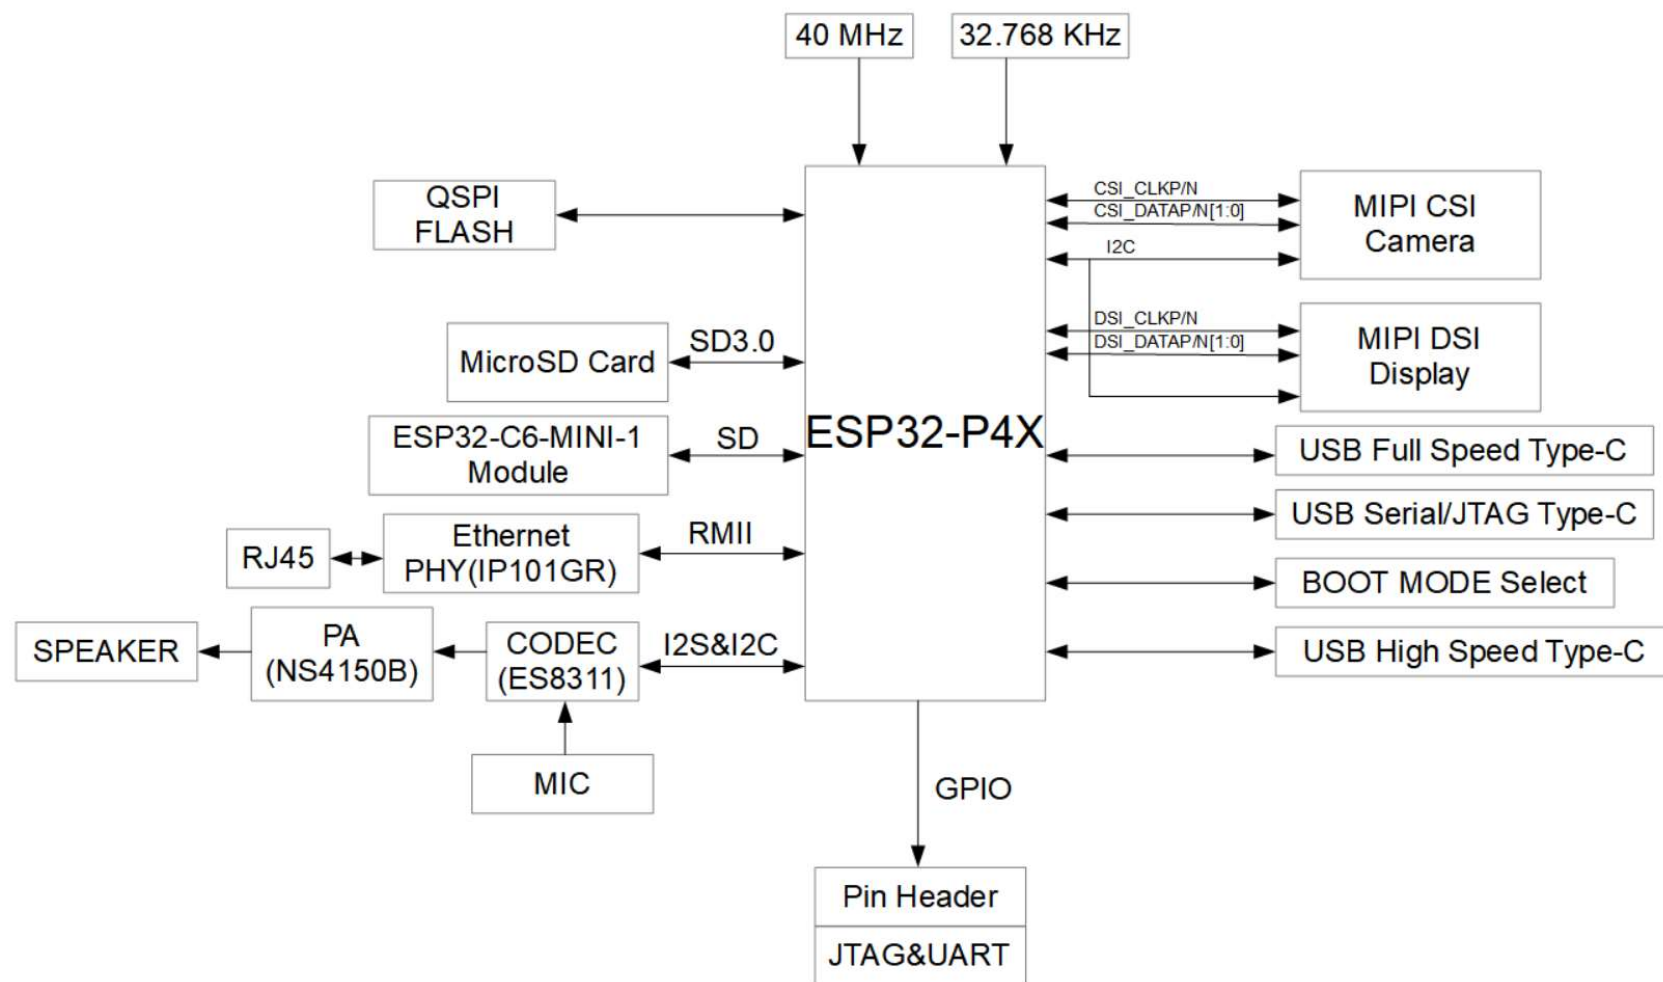 40 MHz
32.768 KHz
QSPI
FLASH
CSI_CLKP/N
CSI_DATAP/N[1:0]
I2C
MIPI CSI
Camera
MicroSD Card
SD3.0
DSI_CLKP/N
DSI_DATAP/N[1:0]
MIPI DSI
Display
ESP32-P4X
ESP32-C6-MINI-1
Module
SD
USB Full Speed Type-C
USB Serial/JTAG Type-C
RJ45
Ethernet
PHY(IP101GR)
RMII
BOOT MODE Select
SPEAKER
PA
(NS4150B)
CODEC
(ES8311)
I2S&I2C
USB High Speed Type-C
MIC
GPIO
Pin Header
JTAG&UART